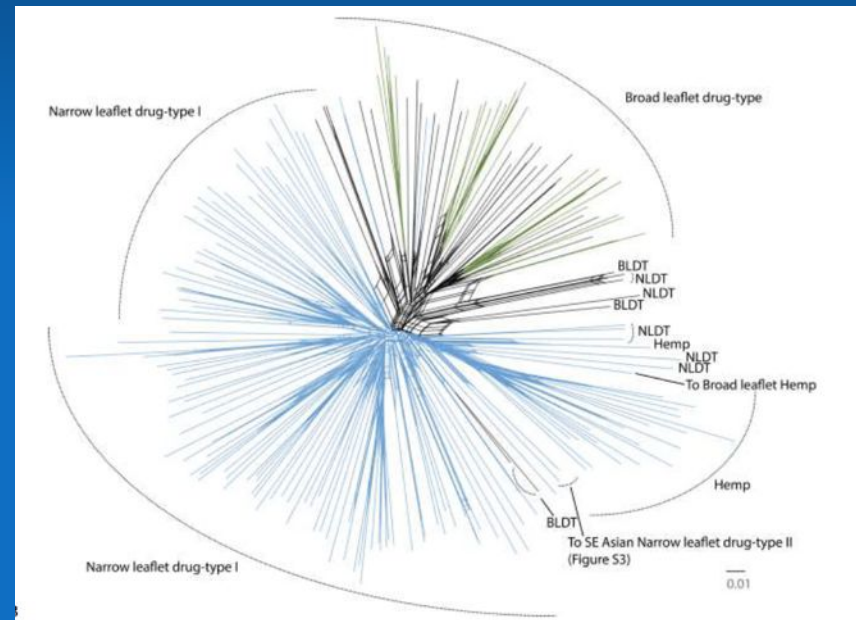 Narrow leaflet drug-type I
Broad leaflet drug-type
BLDT
NLDT
NLDT
BLDT
NLDT
Hemp
NLDT
NLDT
To Broad leaflet Hemp
Hemp
BLDT
To SE Asian Narrow leaflet drug-type II
(Figure S3)
Narrow leaflet drug-type I
0.01